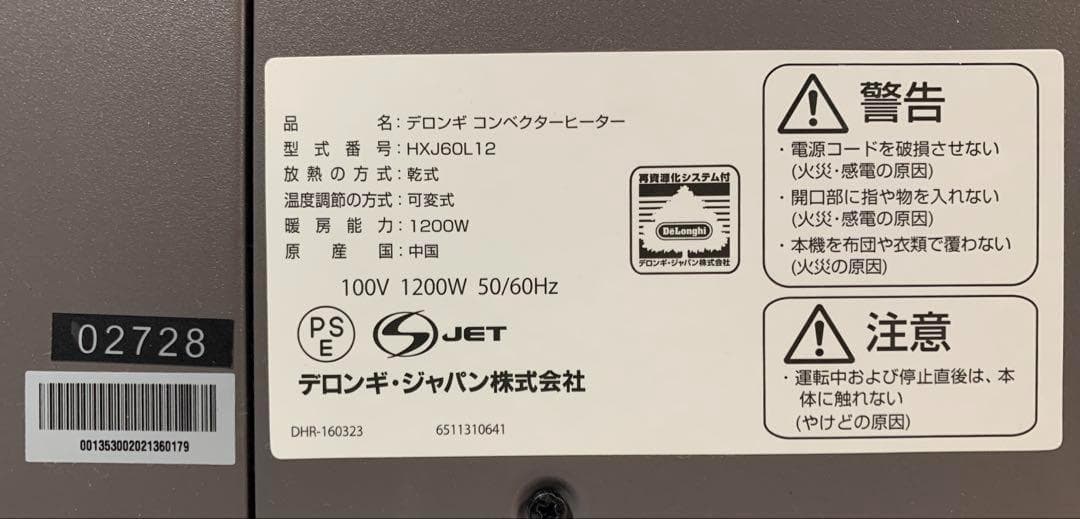 品名：デロンギ コンベクターヒーター
型式番号：HXJ60L12
放熱の方式：乾式
温度調節の方式：可変式
暖房能力：1200W
原産国：中国
100V 1200W 50/60Hz
PS
E
S JET
デロンギ・ジャパン株式会社
DHR-160323 6511310641
再資源化システム付
DeLonghi
デロンギ・ジャパン株式会社
警告
・電源コードを破損させない
(火災・感電の原因)
・開口部に指や物を入れない
(火災・感電の原因)
・本機を布団や衣類で覆わない
(火災の原因)
注意
・運転中および停止直後は、本
体に触れない
(やけどの原因)
02728
001353002021360179